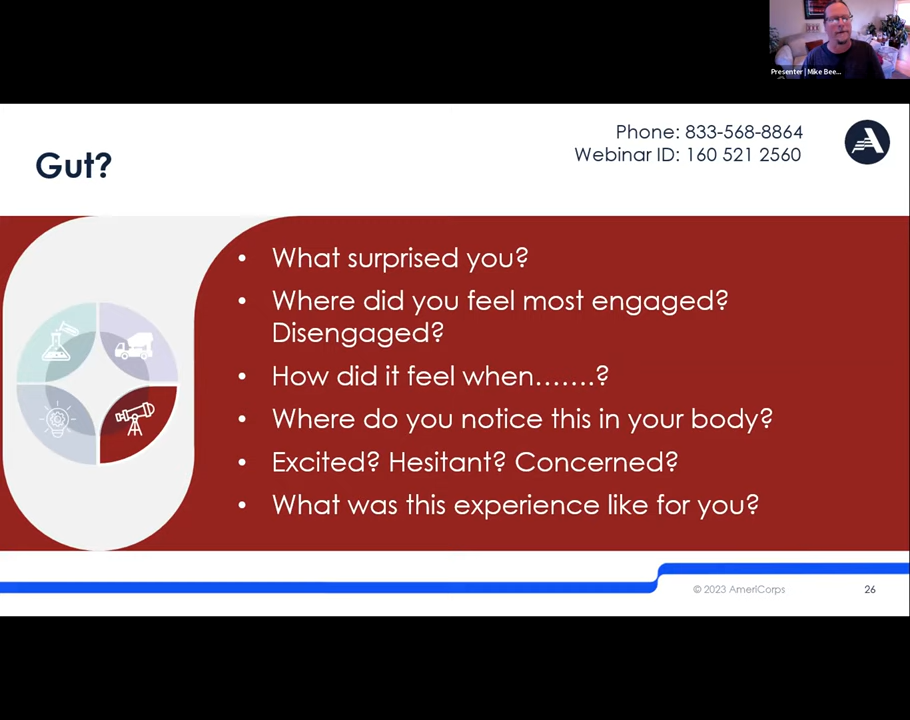 Presenter | Mike Bee...
Phone: 833-568-8864
Webinar ID: 160 521 2560
Gut?
• What surprised you?
• Where did you feel most engaged?
Disengaged?
• How did it feel when.......?
• Where do you notice this in your body?
• Excited? Hesitant? Concerned?
• What was this experience like for you?
© 2023 AmeriCorps
26